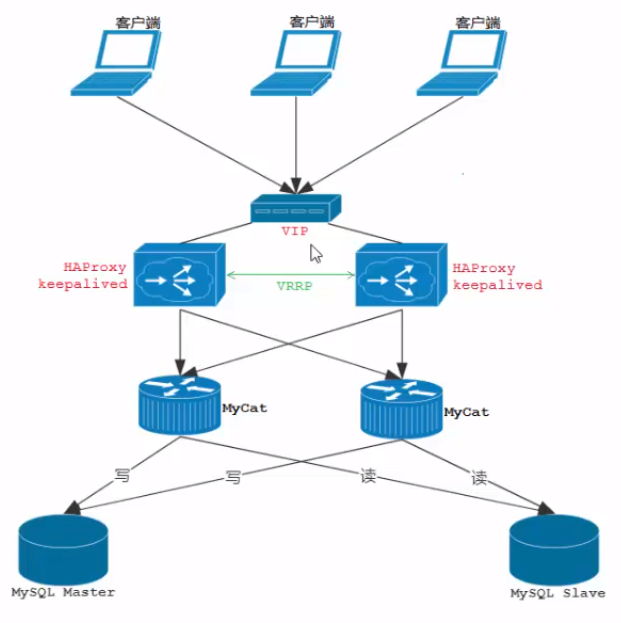 客户端
客户端
客户端
VIP
HAProxy
keepalived
VRRP
HAProxy
keepalived
MyCat
MyCat
写
写
读
读
MySQL Master
MySQL Slave